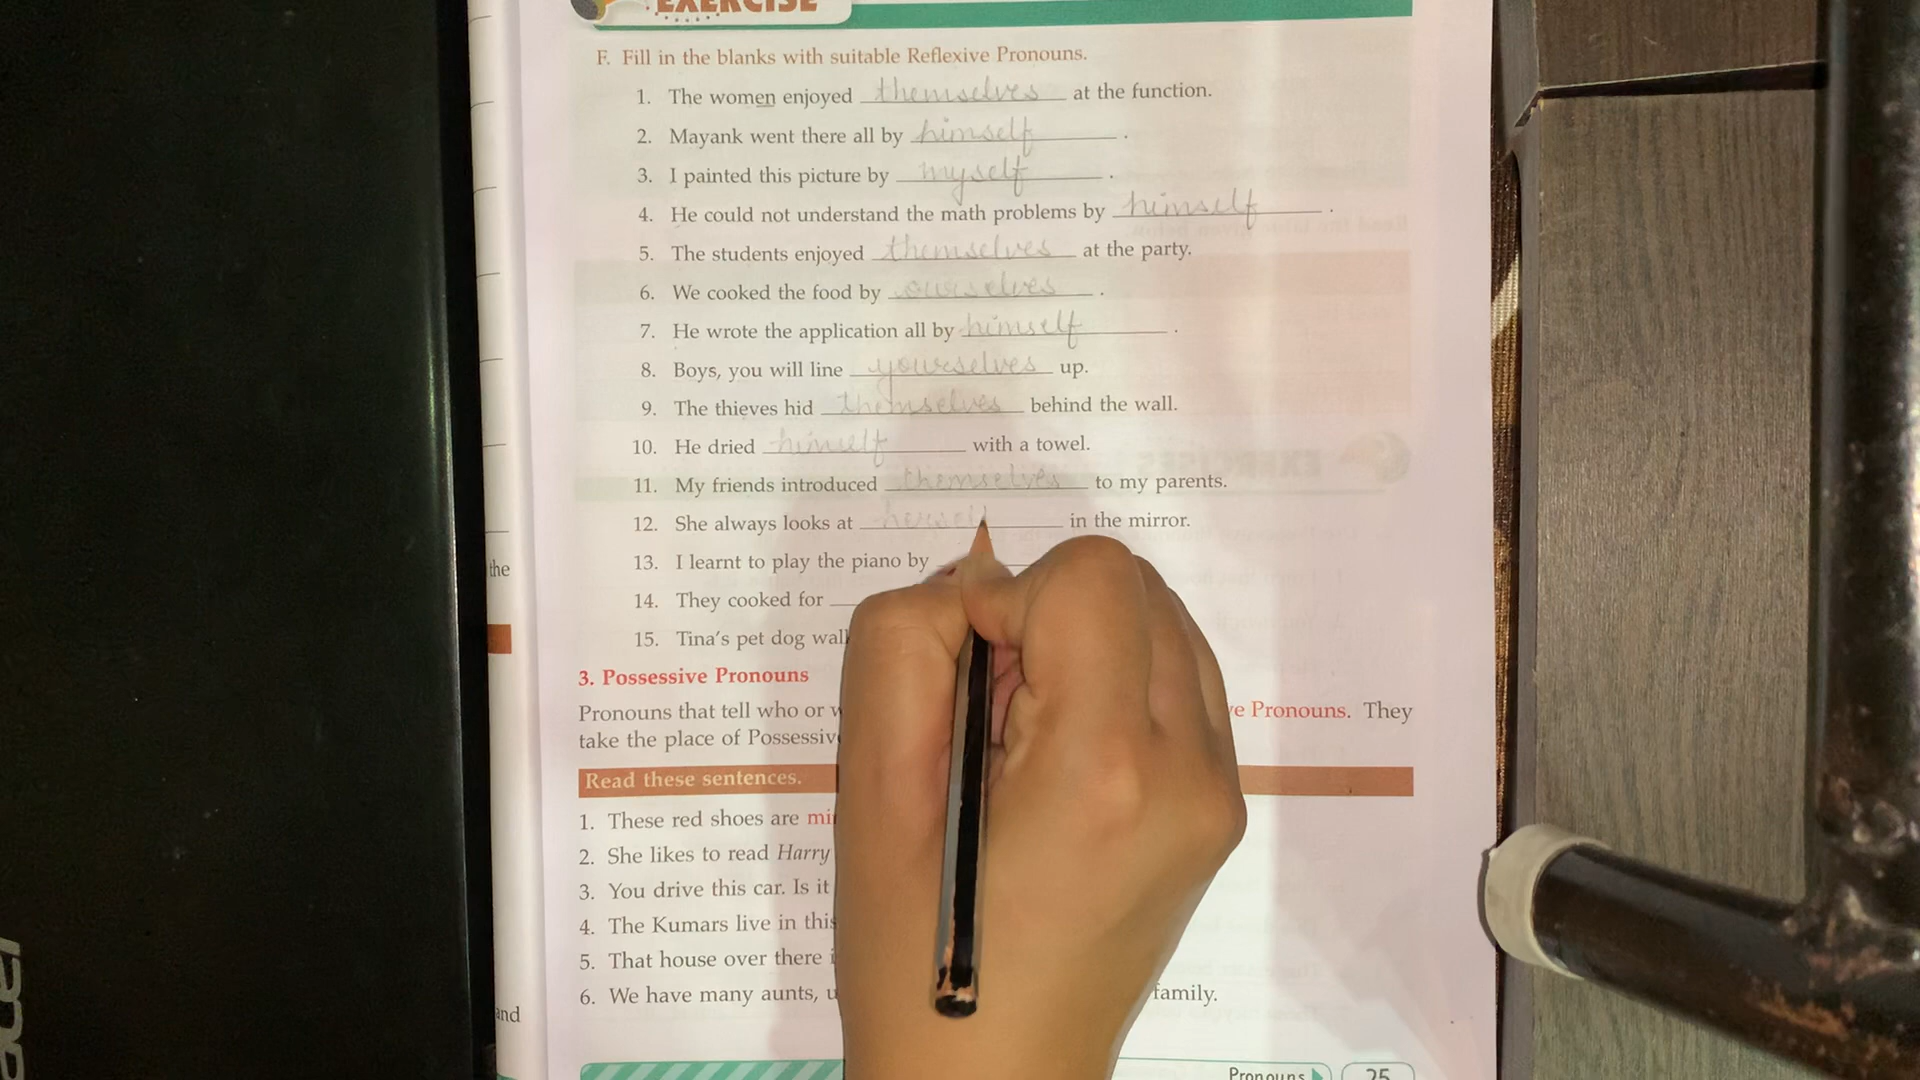 EXERCISE
F. Fill in the blanks with suitable Reflexive Pronouns.
1. The women enjoyed themselves at the function.
2. Mayank went there all by himself.
3. I painted this picture by myself.
4. He could not understand the math problems by himself.
5. The students enjoyed themselves at the party.
6. We cooked the food by ourselves.
7. He wrote the application all by himself.
8. Boys, you will line yourselves up.
9. The thieves hid themselves behind the wall.
10. He dried himself with a towel.
11. My friends introduced themselves to my parents.
12. She always looks at herself in the mirror.
13. I learnt to play the piano by
14. They cooked for
15. Tina's pet dog
3. Possessive Pronouns
Pronouns that tell who or Pronouns. They
take the place of
Read these sentences.
1. These red shoes are
2. She likes to read Harry
3. You drive this car. Is it
4. The Kumars live in this
5. That house over there
6. We have many aunts, family.
Pronouns 25
the
and
acer